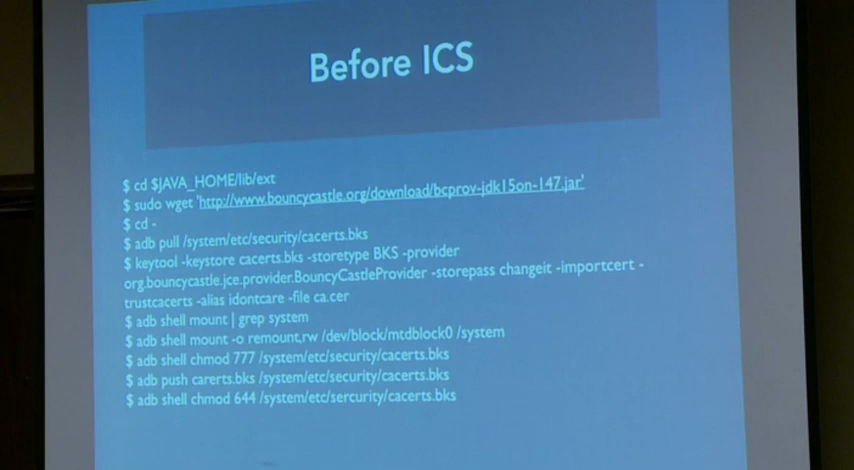 Before ICS
$ cd $JAVA_HOME/lib/ext
$ sudo wget 'http://www.bouncycastle.org/download/bcprov-jdk15on-147.jar'
$ cd -
$ adb pull /system/etc/security/cacerts.bks
$ keytool -keystore cacerts.bks -storetype BKS -provider
org.bouncycastle.jce.provider.BouncyCastleProvider -storepass changeit -importcert -
trustcacerts -alias idontcare -file ca.cer
$ adb shell mount | grep system
$ adb shell mount -o remount,rw /dev/block/mtdblock0 /system
$ adb shell chmod 777 /system/etc/security/cacerts.bks
$ adb push carerts.bks /system/etc/security/cacerts.bks
$ adb shell chmod 644 /system/etc/sercurity/cacerts.bks